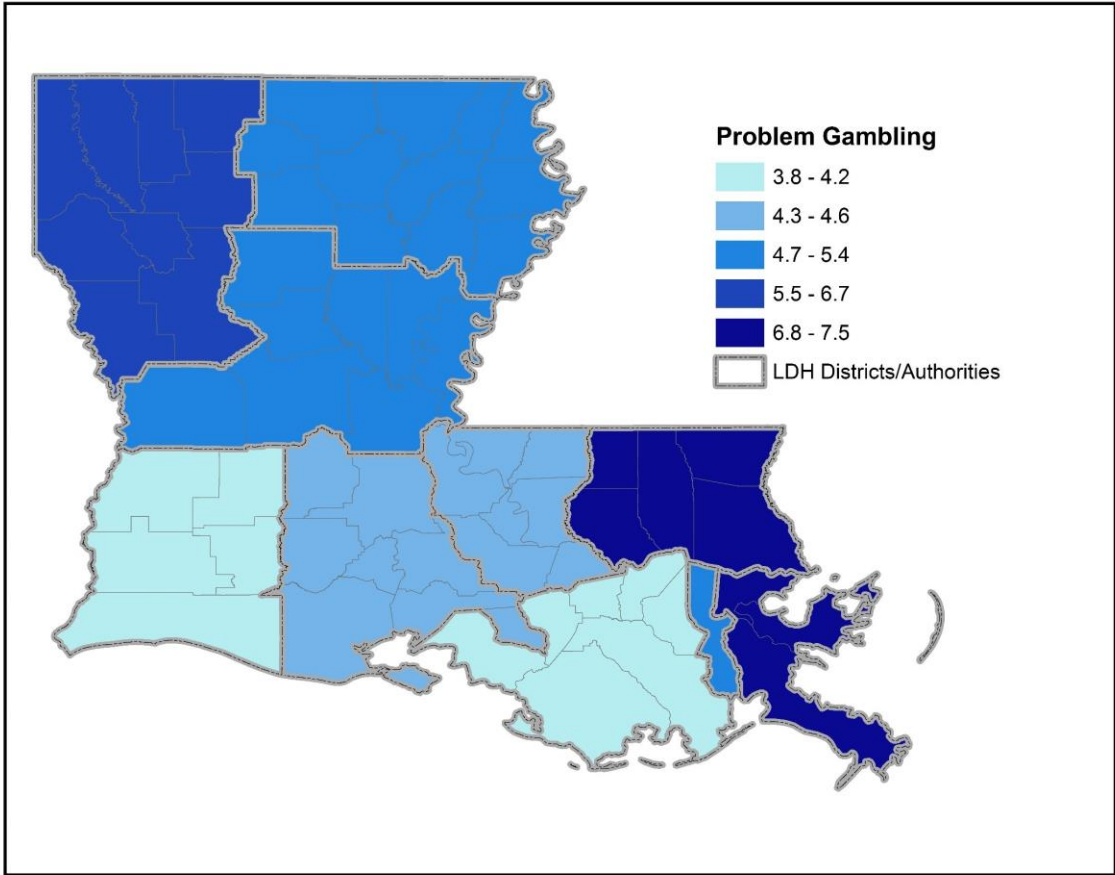 Problem Gambling
3.8 - 4.2
4.3 - 4.6
4.7 - 5.4
5.5 - 6.7
6.8 - 7.5
LDH Districts/Authorities